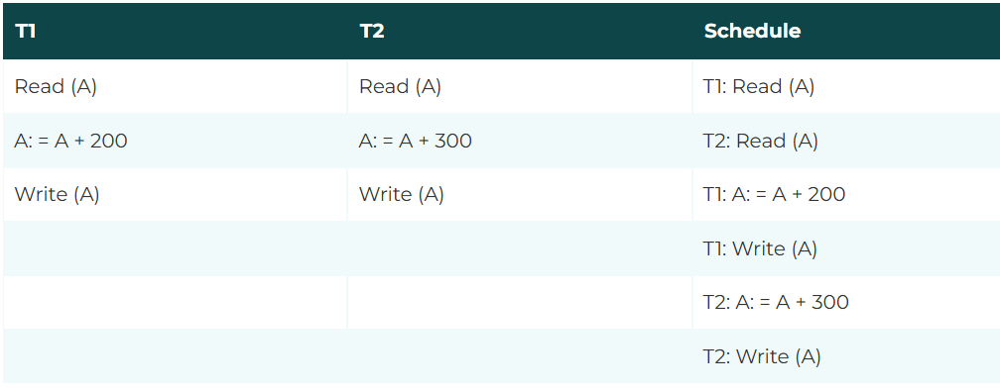 T1 T2 Schedule
Read (A) Read (A) T1: Read (A)
A: = A + 200 A: = A + 300 T2: Read (A)
Write (A) Write (A) T1: A: = A + 200
T1: Write (A)
T2: A: = A + 300
T2: Write (A)